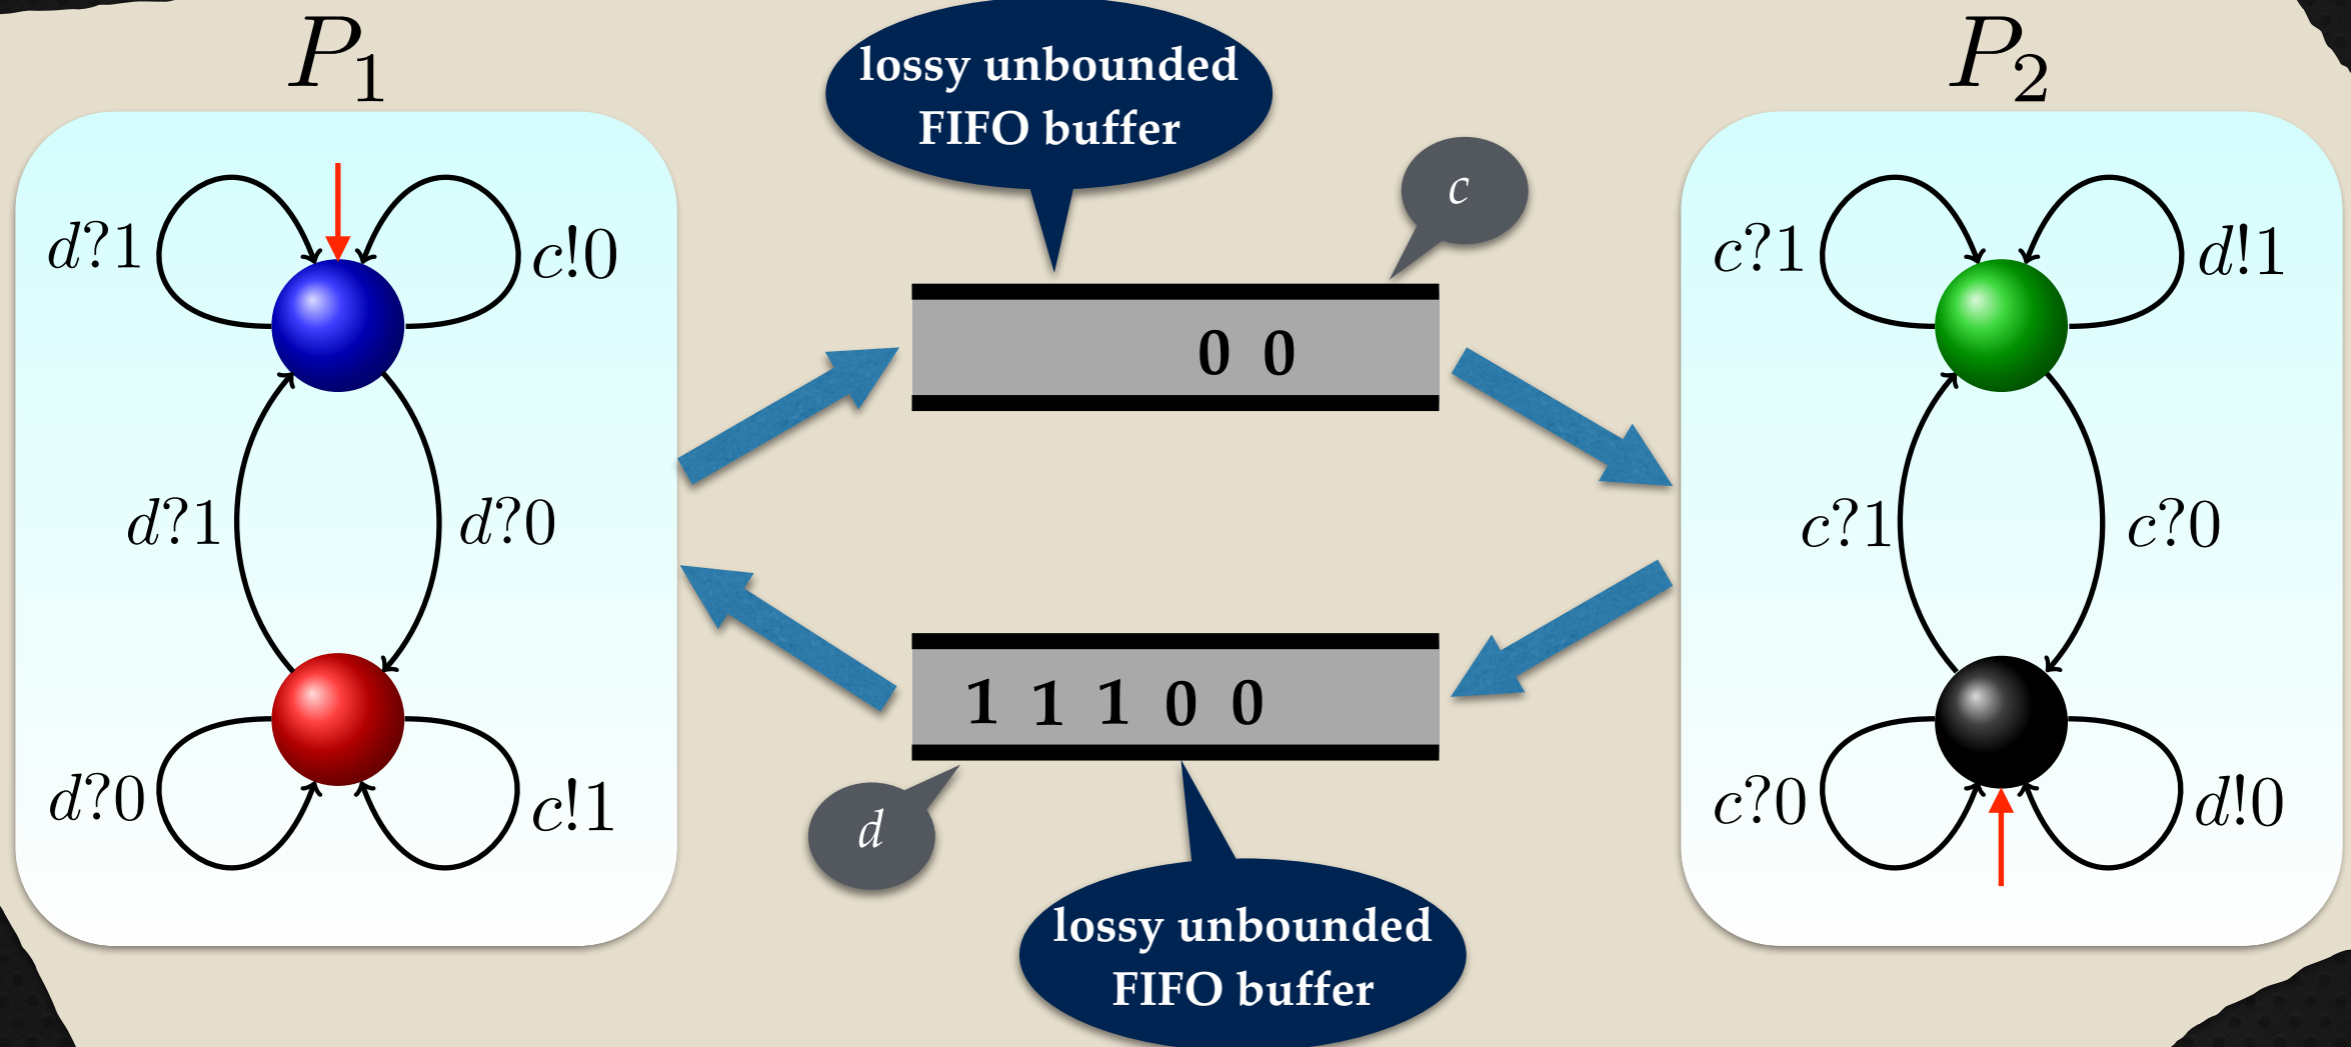 P₁
lossy unbounded
FIFO buffer
P₂
c
d?1
c!0
c?1
d!1
0 0
d?1
d?0
c?1
c?0
1 1 1 0 0
d?0
c!1
d
c?0
d!0
lossy unbounded
FIFO buffer